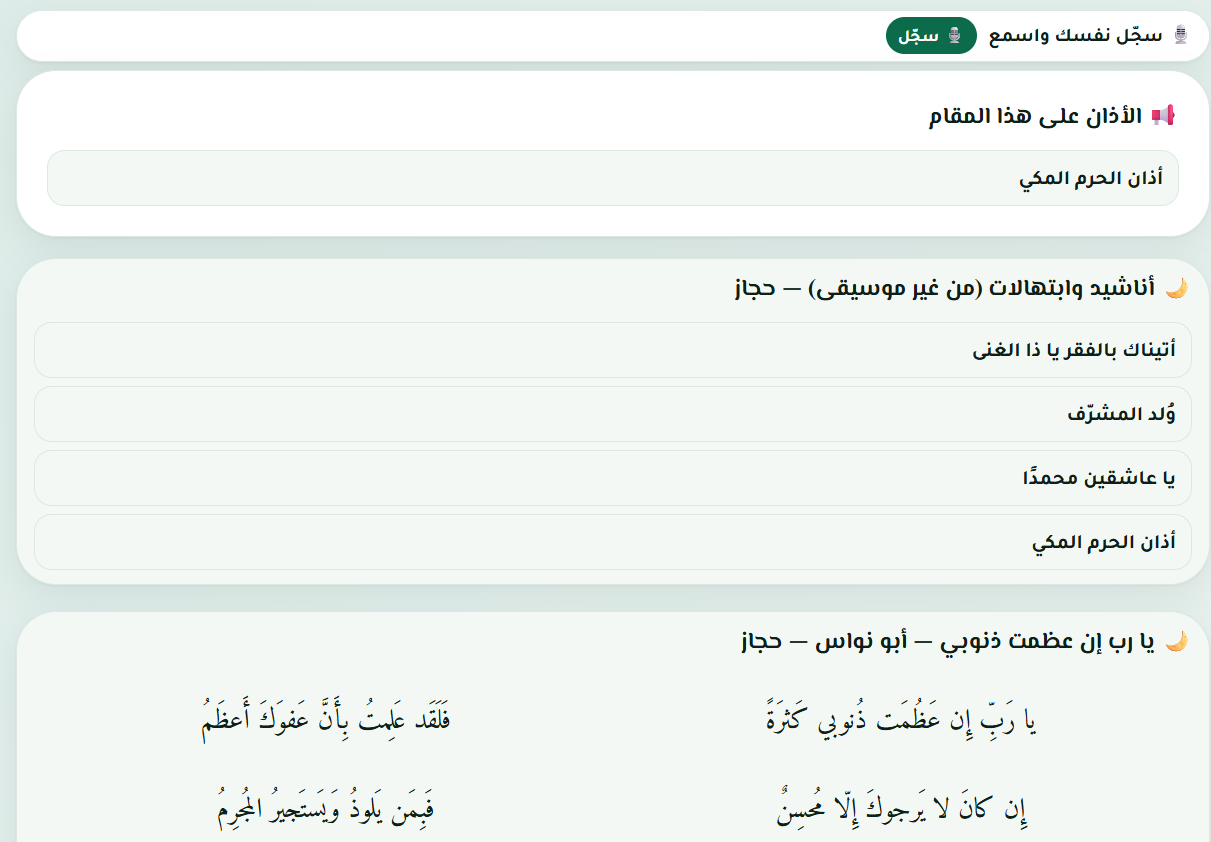 سجّل نفسك واسمع سجّل
الأذان على هذا المقام
أذان الحرم المكي
أناشيد وابتهالات (من غير موسيقى) — حجاز
أتيناك بالفقر يا ذا الغنى
وُلد المشرّف
يا عاشقين محمدًا
أذان الحرم المكي
يا رب إن عظمت ذنوبي — أبو نواس — حجاز
يا رَبِّ إِن عَظُمَت ذُنوبي كَثرَةً فَلَقَد عَلِمتُ بِأَنَّ عَفوَكَ أَعظَمُ
إِن كانَ لا يَرجوكَ إِلّا مُحسِنٌ فَبِمَن يَلوذُ وَيَستَجيرُ المُجرِمُ